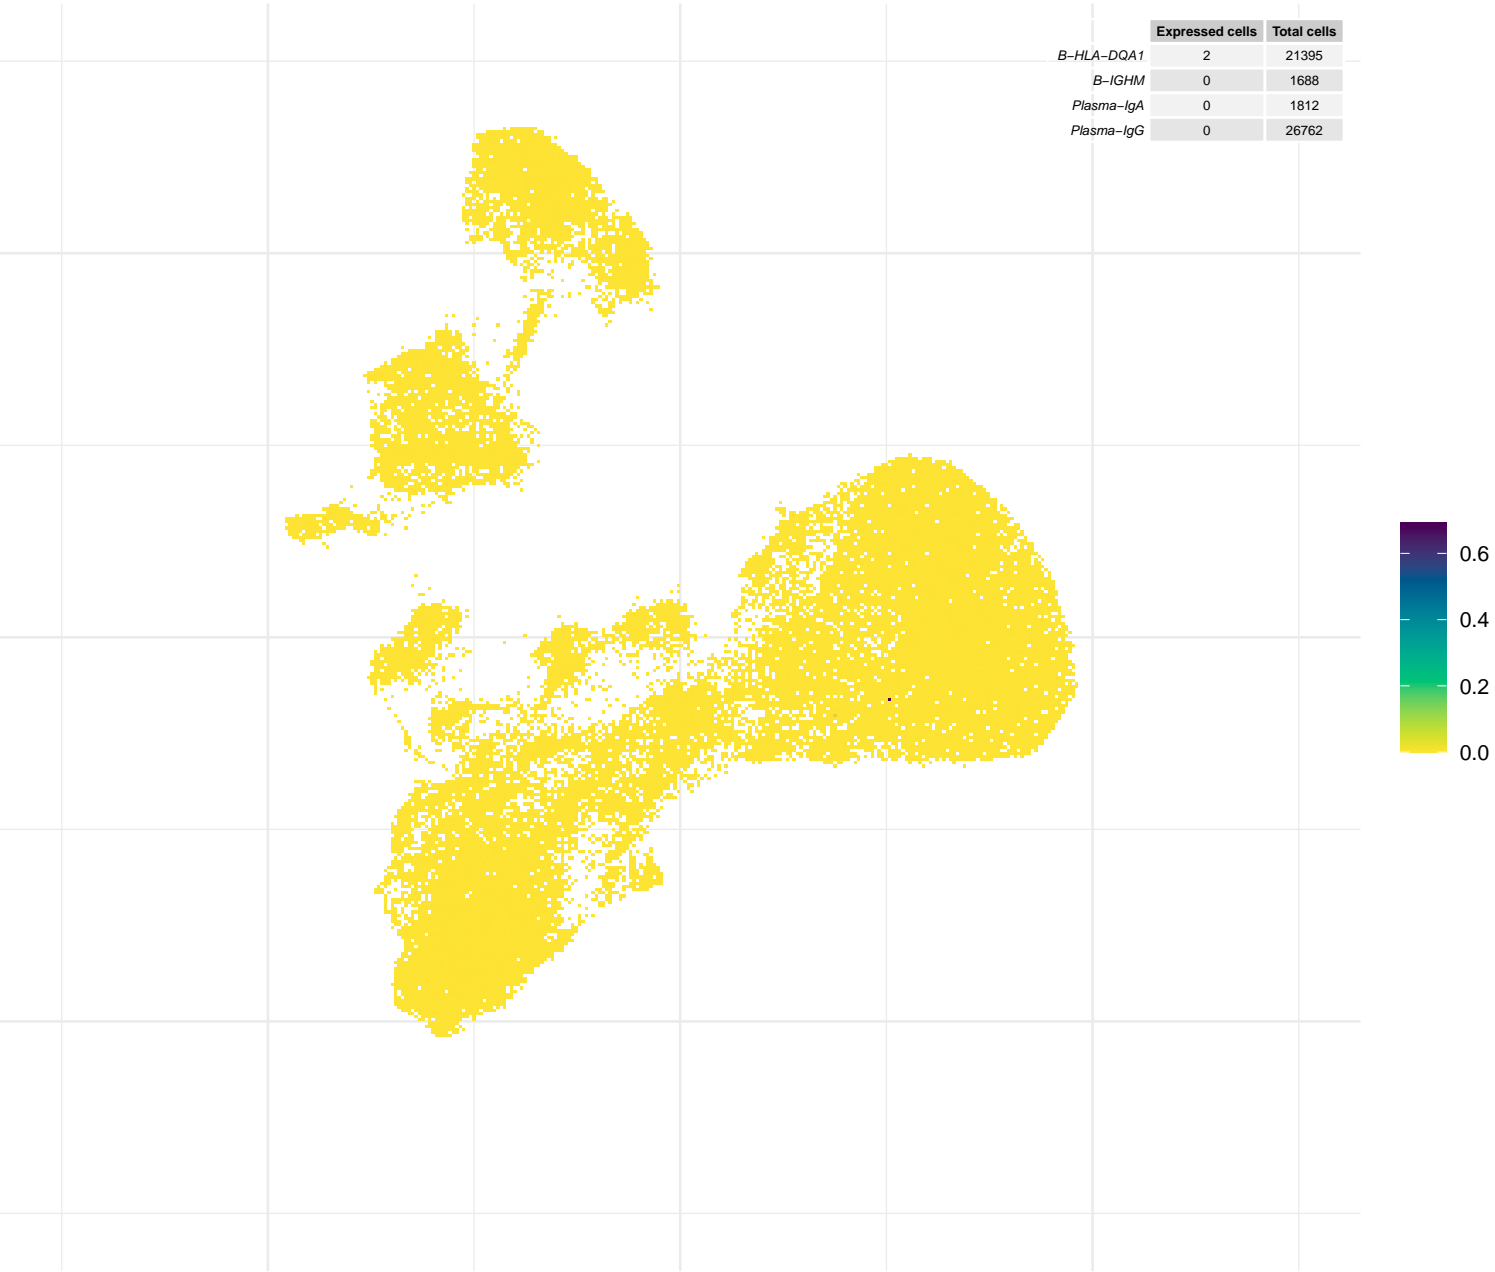 Expressed cells Total cells
B−HLA−DQA1 2 21395
B−IGHM 0 1688
Plasma−IgA 0 1812
Plasma−IgG 0 26762
0.6
0.4
0.2
0.0